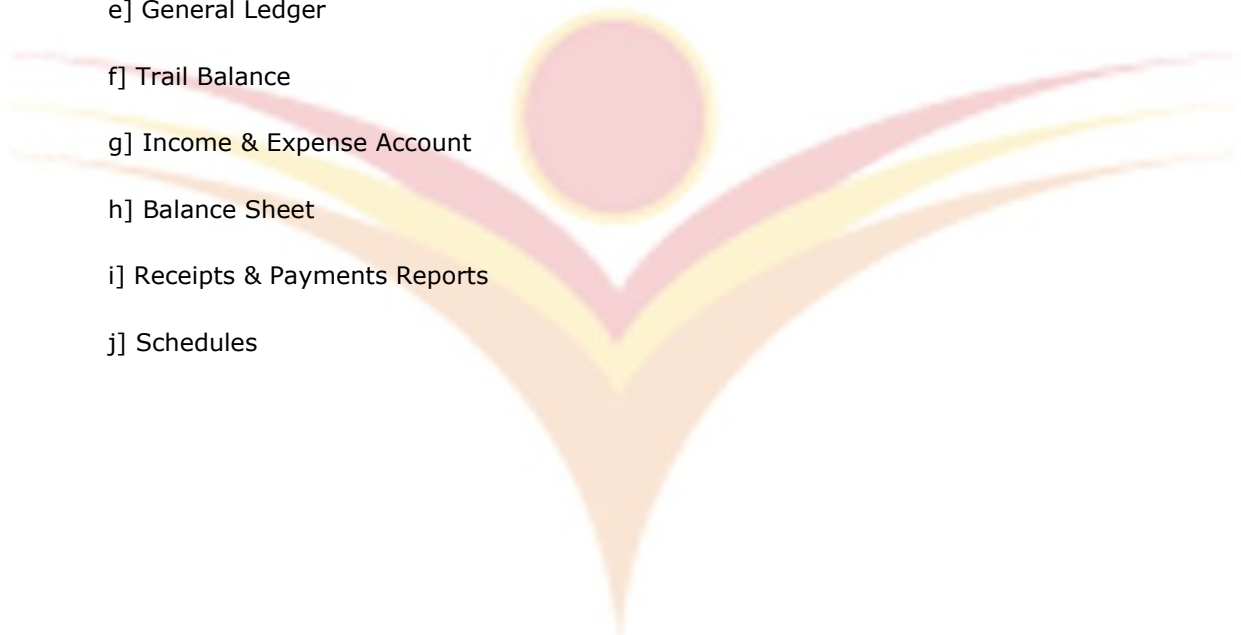 e] General Ledger
f] Trail Balance
g] Income & Expense Account
h] Balance Sheet
i] Receipts & Payments Reports
j] Schedules